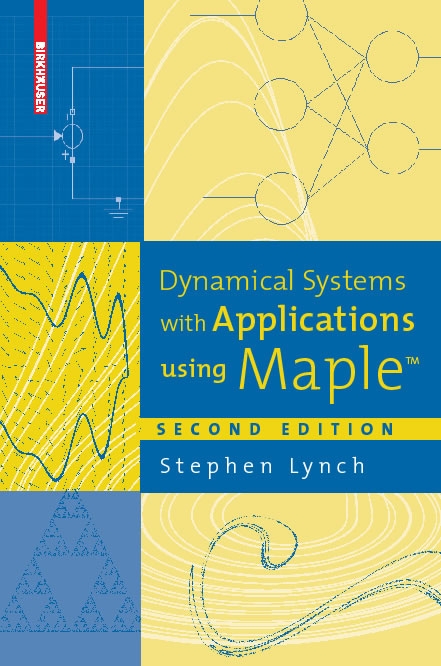 BIRKHÄUSER
Dynamical Systems
with Applications
using Maple™
SECOND EDITION
Stephen Lynch